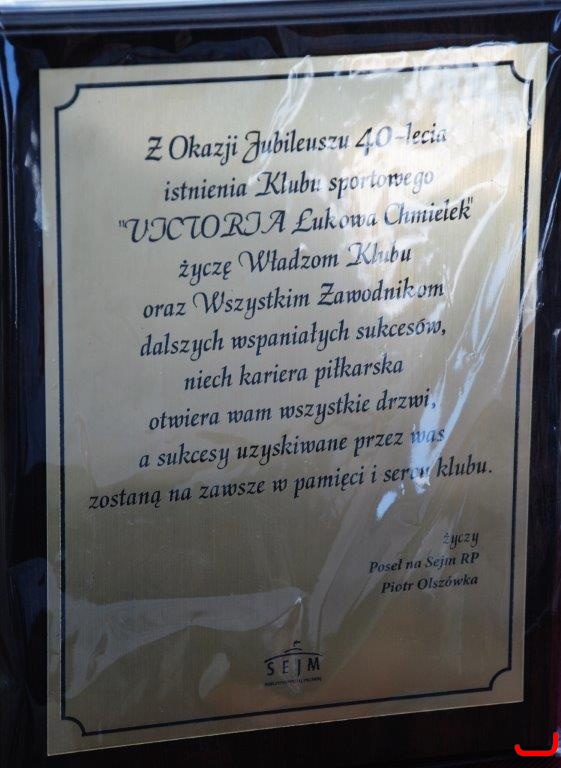 Z Okazji Jubileuszu 40-lecia
istnienia Klubu sportowego
"VICTORIA Łukowa Chmielek"
życzę Władzom Klubu
oraz Wszystkim Zawodnikom
dalszych wspaniałych sukcesów,
niech kariera piłkarska
otwiera wam wszystkie drzwi,
a sukcesy uzyskiwane przez was
zostaną na zawsze w pamięci i sercu klubu.
życzy
Poseł na Sejm RP
Piotr Olszówka
SEJM
RZECZYPOSPOLITEJ POLSKIEJ